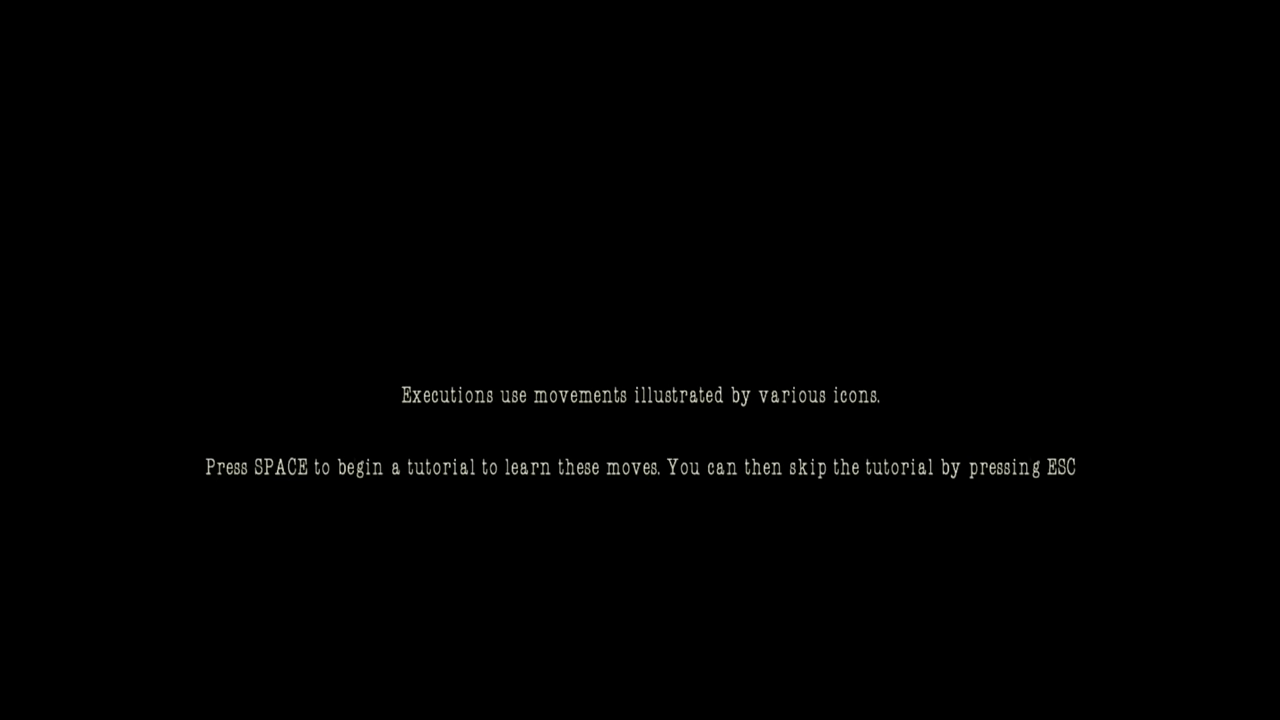 Executions use movements illustrated by various icons.
Press SPACE to begin a tutorial to learn these moves. You can then skip the tutorial by pressing ESC